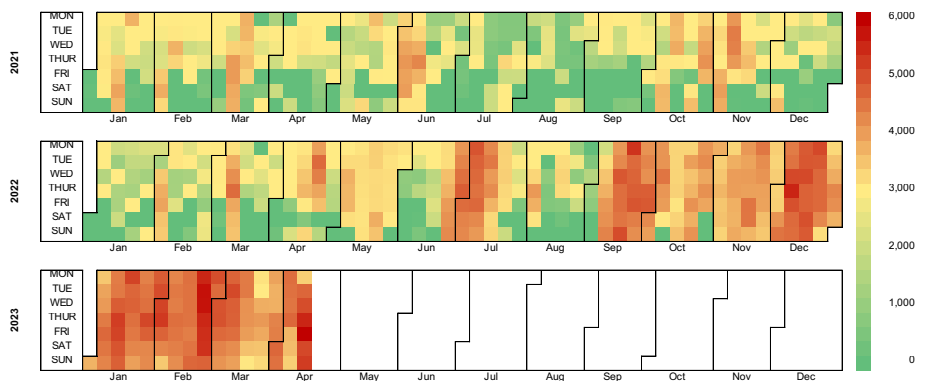 MON
TUE
WED
THUR
FRI
SAT
SUN
2021
Jan Feb Mar Apr May Jun Jul Aug Sep Oct Nov Dec
MON
TUE
WED
THUR
FRI
SAT
SUN
2022
Jan Feb Mar Apr May Jun Jul Aug Sep Oct Nov Dec
MON
TUE
WED
THUR
FRI
SAT
SUN
2023
Jan Feb Mar Apr May Jun Jul Aug Sep Oct Nov Dec
6,000
5,000
4,000
3,000
2,000
1,000
0